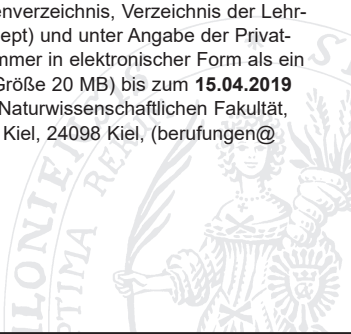 enverzeichnis, Verzeichnis der Lehr-
ept) und unter Angabe der Privat-
mmer in elektronischer Form als ein
Größe 20 MB) bis zum 15.04.2019
Naturwissenschaftlichen Fakultät,
Kiel, 24098 Kiel, (berufungen@